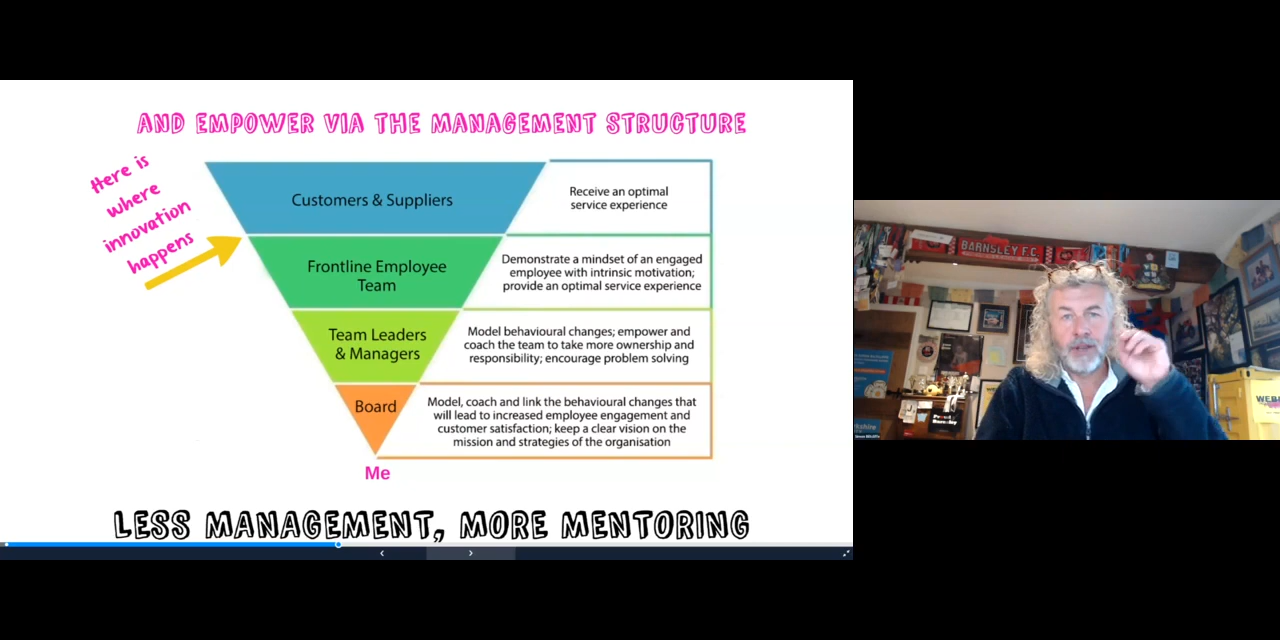 AND EMPOWER VIA THE MANAGEMENT STRUCTURE
Here is
where
innovation
happens
Customers & Suppliers
Receive an optimal
service experience
Frontline Employee
Team
Demonstrate a mindset of an engaged
employee with intrinsic motivation;
provide an optimal service experience
Team Leaders
& Managers
Model behavioural changes; empower and
coach the team to take more ownership and
responsibility; encourage problem solving
Board
Model, coach and link the behavioural changes that
will lead to increased employee engagement and
customer satisfaction; keep a clear vision on the
mission and strategies of the organisation
Me
LESS MANAGEMENT, MORE MENTORING
BARNSLEY F.C.